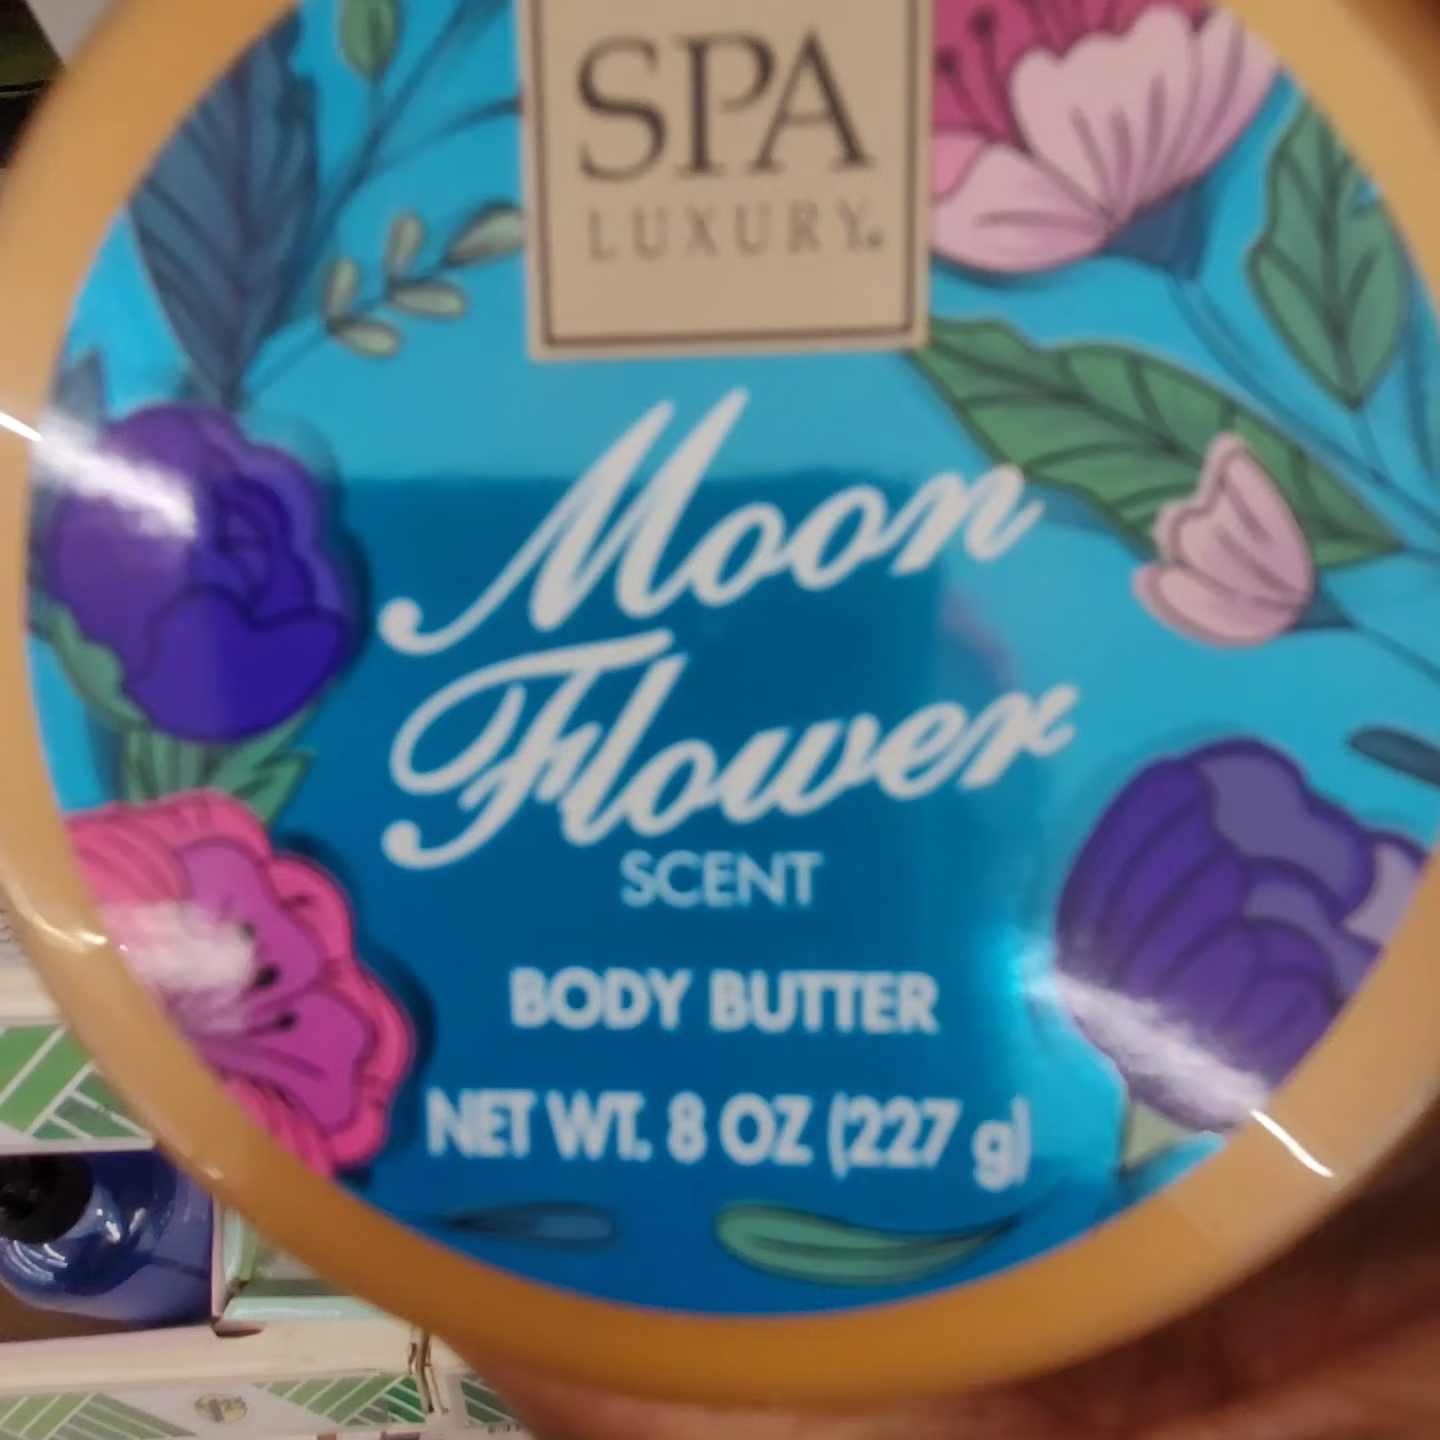 SPA
LUXURY
Moon
Flower
SCENT
BODY BUTTER
NET WT. 8 OZ (227 g)